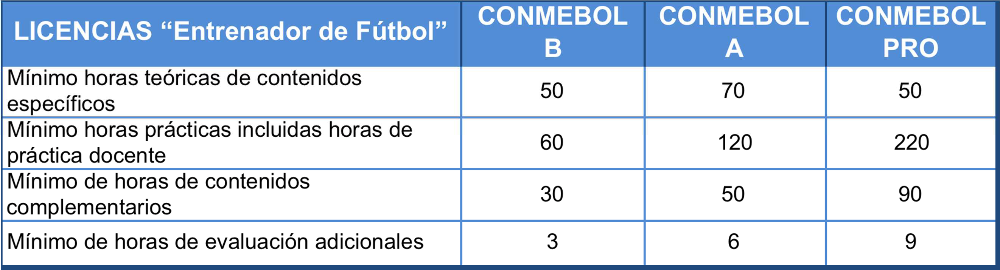 LICENCIAS “Entrenador de Fútbol”
CONMEBOL
B
CONMEBOL
A
CONMEBOL
PRO
Mínimo horas teóricas de contenidos
específicos
50
70
50
Mínimo horas prácticas incluidas horas de
práctica docente
60
120
220
Mínimo de horas de contenidos
complementarios
30
50
90
Mínimo de horas de evaluación adicionales
3
6
9